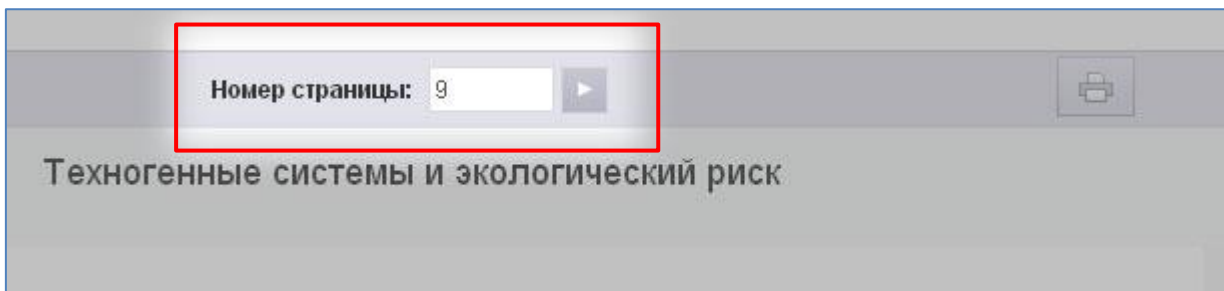 Номер страницы: 9
Техногенные системы и экологический риск